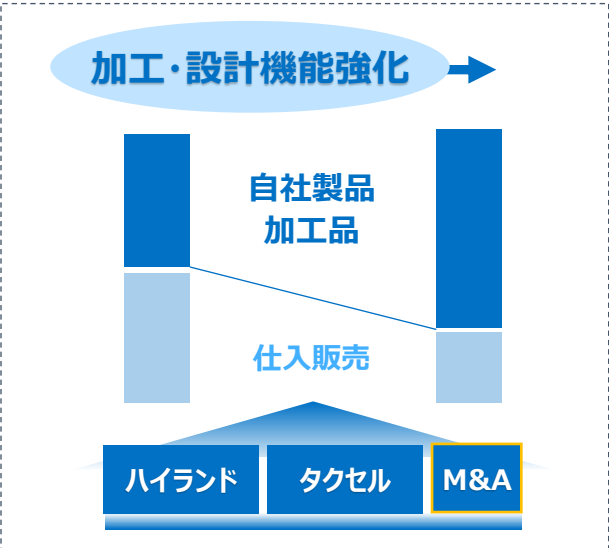 加工・設計機能強化
自社製品
加工品
仕入販売
ハイランド
タクセル
M&A